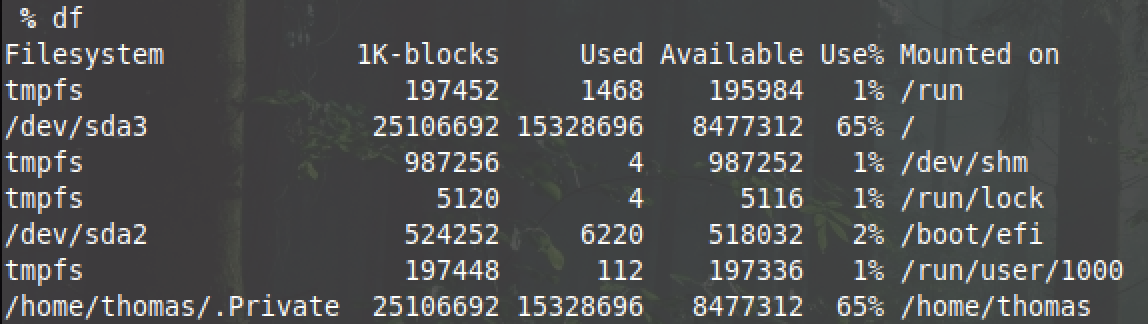 % df
Filesystem 1K-blocks Used Available Use% Mounted on
tmpfs 197452 1468 195984 1% /run
/dev/sda3 25106692 15328696 8477312 65% /
tmpfs 987256 4 987252 1% /dev/shm
tmpfs 5120 4 5116 1% /run/lock
/dev/sda2 524252 6220 518032 2% /boot/efi
tmpfs 197448 112 197336 1% /run/user/1000
/home/thomas/.Private 25106692 15328696 8477312 65% /home/thomas